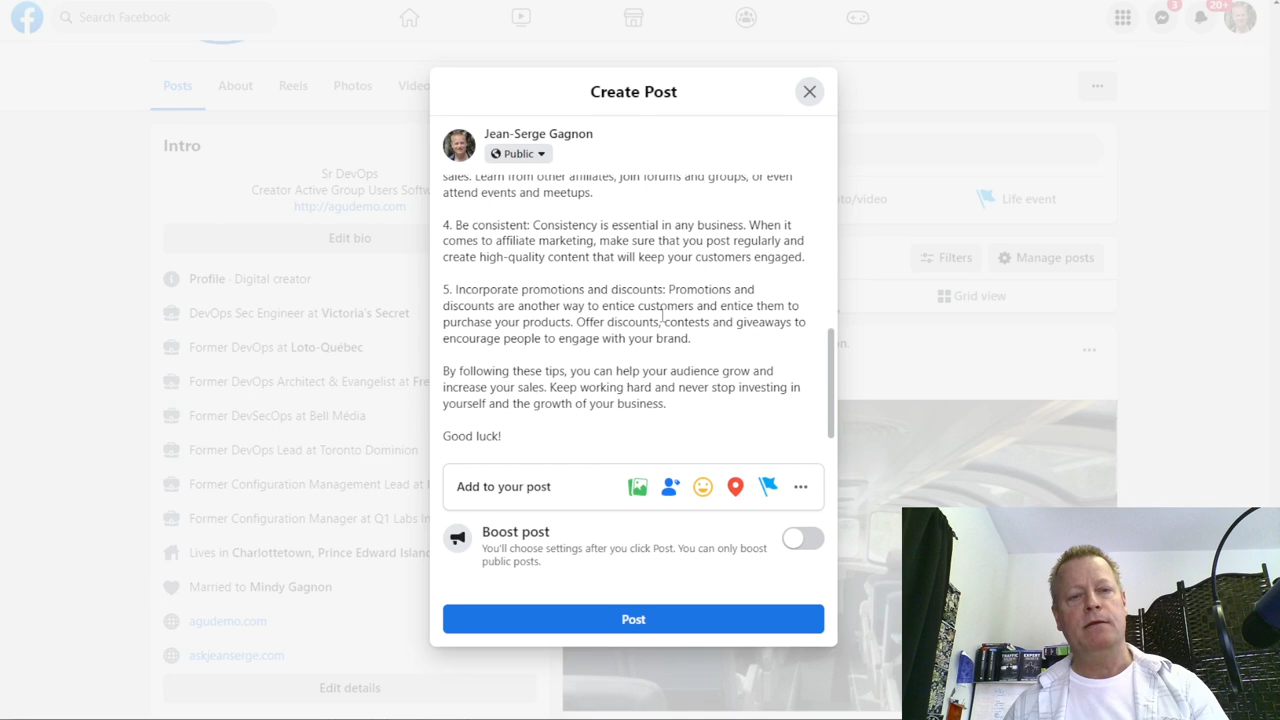 Search Facebook
3
20+
Posts
About
Reels
Photos
Video
Create Post
Jean-Serge Gagnon
Public
Intro
Sr DevOps
Creator Active Group Users Softw
http://agudemo.com
Edit bio
Profile · Digital creator
DevOps Sec Engineer at Victoria's Secret
Former DevOps at Loto-Québec
Former DevOps Architect & Evangelist at Fre
Former DevSecOps at Bell Média
Former DevOps Lead at Toronto Dominion
Former Configuration Management Lead at
Former Configuration Manager at Q1 Labs In
Lives in Charlottetown, Prince Edward Island
Married to Mindy Gagnon
agudemo.com
askjeanserge.com
Edit details
sales. Learn from other affiliates, join forums and groups, or even
attend events and meetups.
4. Be consistent: Consistency is essential in any business. When it
comes to affiliate marketing, make sure that you post regularly and
create high-quality content that will keep your customers engaged.
5. Incorporate promotions and discounts: Promotions and
discounts are another way to entice customers and entice them to
purchase your products. Offer discounts, contests and giveaways to
encourage people to engage with your brand.
By following these tips, you can help your audience grow and
increase your sales. Keep working hard and never stop investing in
yourself and the growth of your business.
Good luck!
Add to your post
Boost post
You'll choose settings after you click Post. You can only boost
public posts.
Post
oto/video
Life event
Filters
Manage posts
Grid view
n.
TRAFFIC
EXPERT